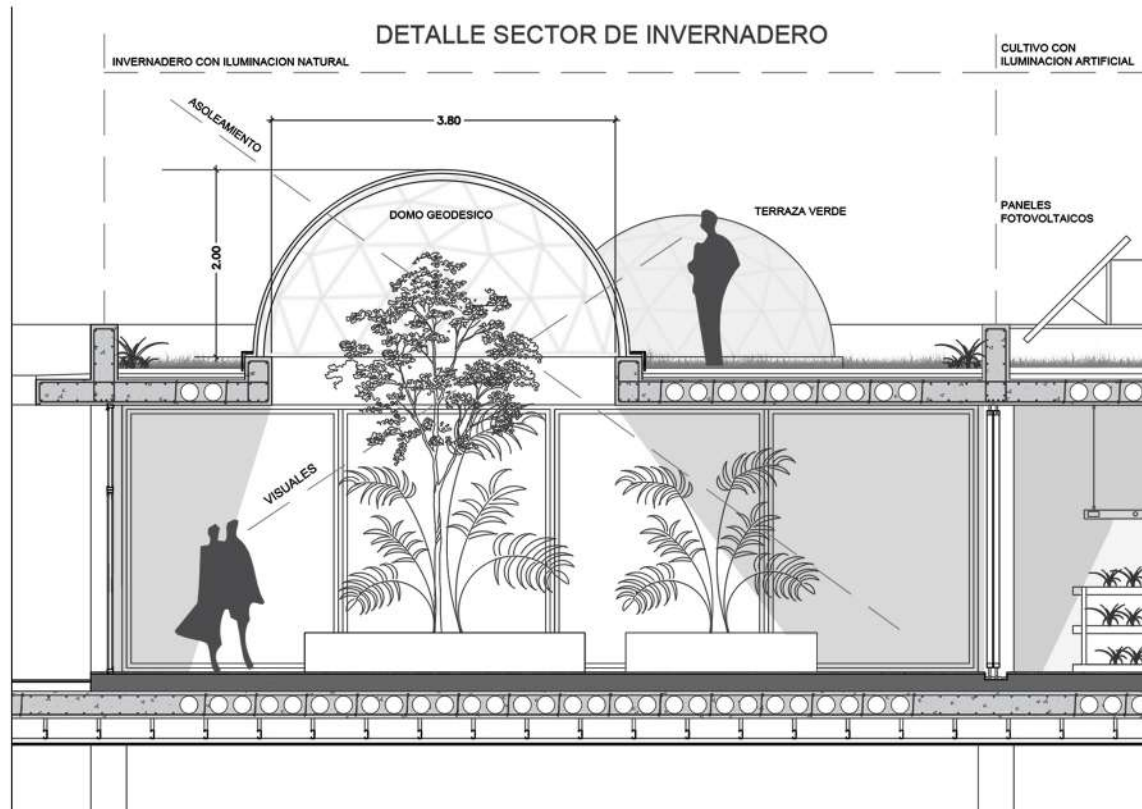 DETALLE SECTOR DE INVERNADERO
INVERNADERO CON ILUMINACION NATURAL
CULTIVO CON
ILUMINACION ARTIFICIAL
ASOLEAMIENTO
3.80
DOMO GEODESICO
TERRAZA VERDE
PANELES
FOTOVOLTAICOS
2.00
VISUALES